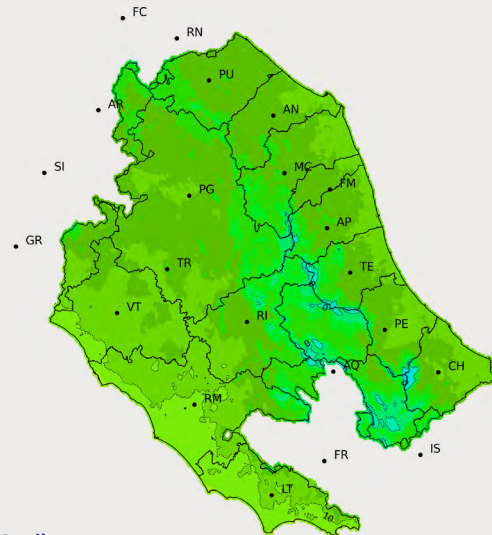 FC
RN
PU
AR
AN
MC
SI
FM
PG
AP
GR
TR
TE
VT
RI
PE
AQ
CH
RM
IS
FR
LT
10